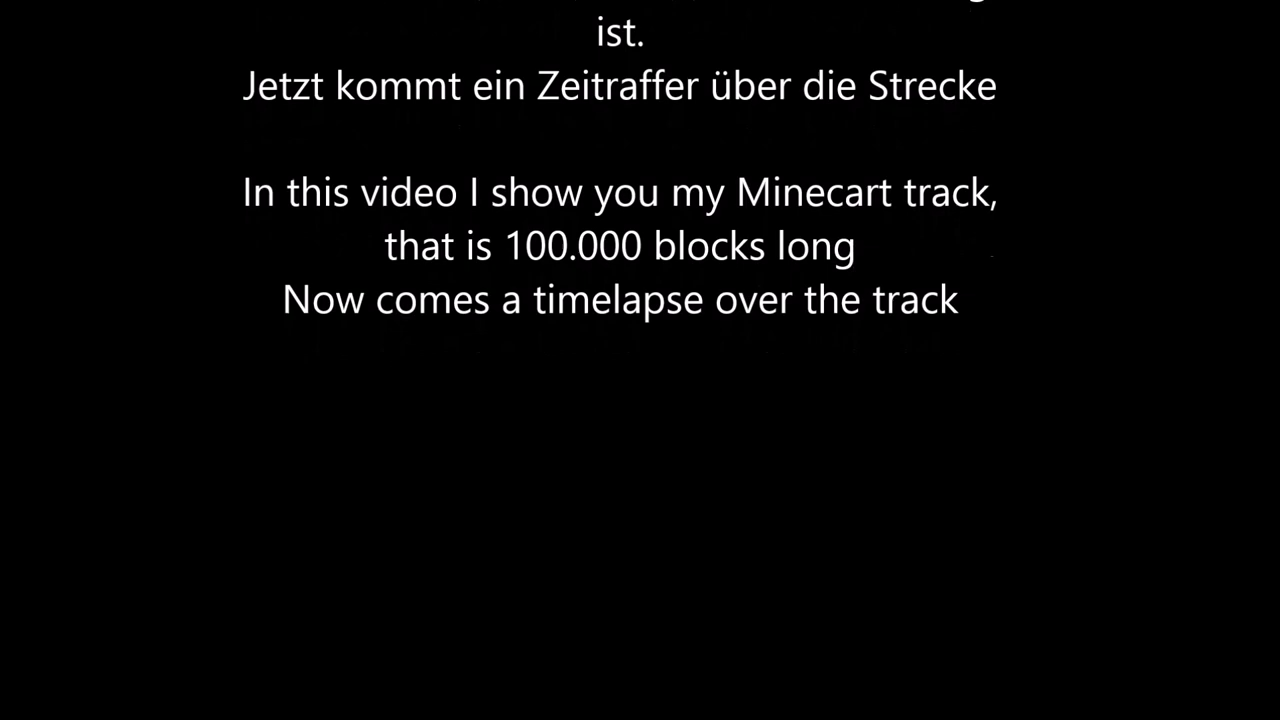 ist.
Jetzt kommt ein Zeitraffer über die Strecke
In this video I show you my Minecart track,
that is 100.000 blocks long
Now comes a timelapse over the track